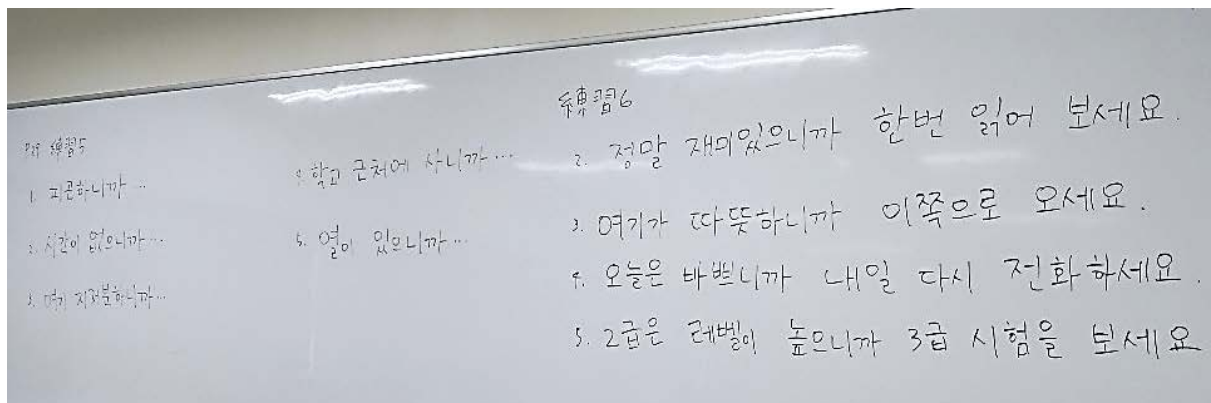 P29 練習5
1. 피곤하니까 …
2. 시간이 없으니까 …
3. 여기 지저분하니까 …
4. 학교 근처에 사니까 …
5. 열이 있으니까 …
練習6
2. 정말 재미있으니까 한번 읽어 보세요.
3. 여기가 따뜻하니까 이쪽으로 오세요.
4. 오늘은 바쁘니까 내일 다시 전화하세요.
5. 2급은 레벨이 높으니까 3급 시험을 보세요